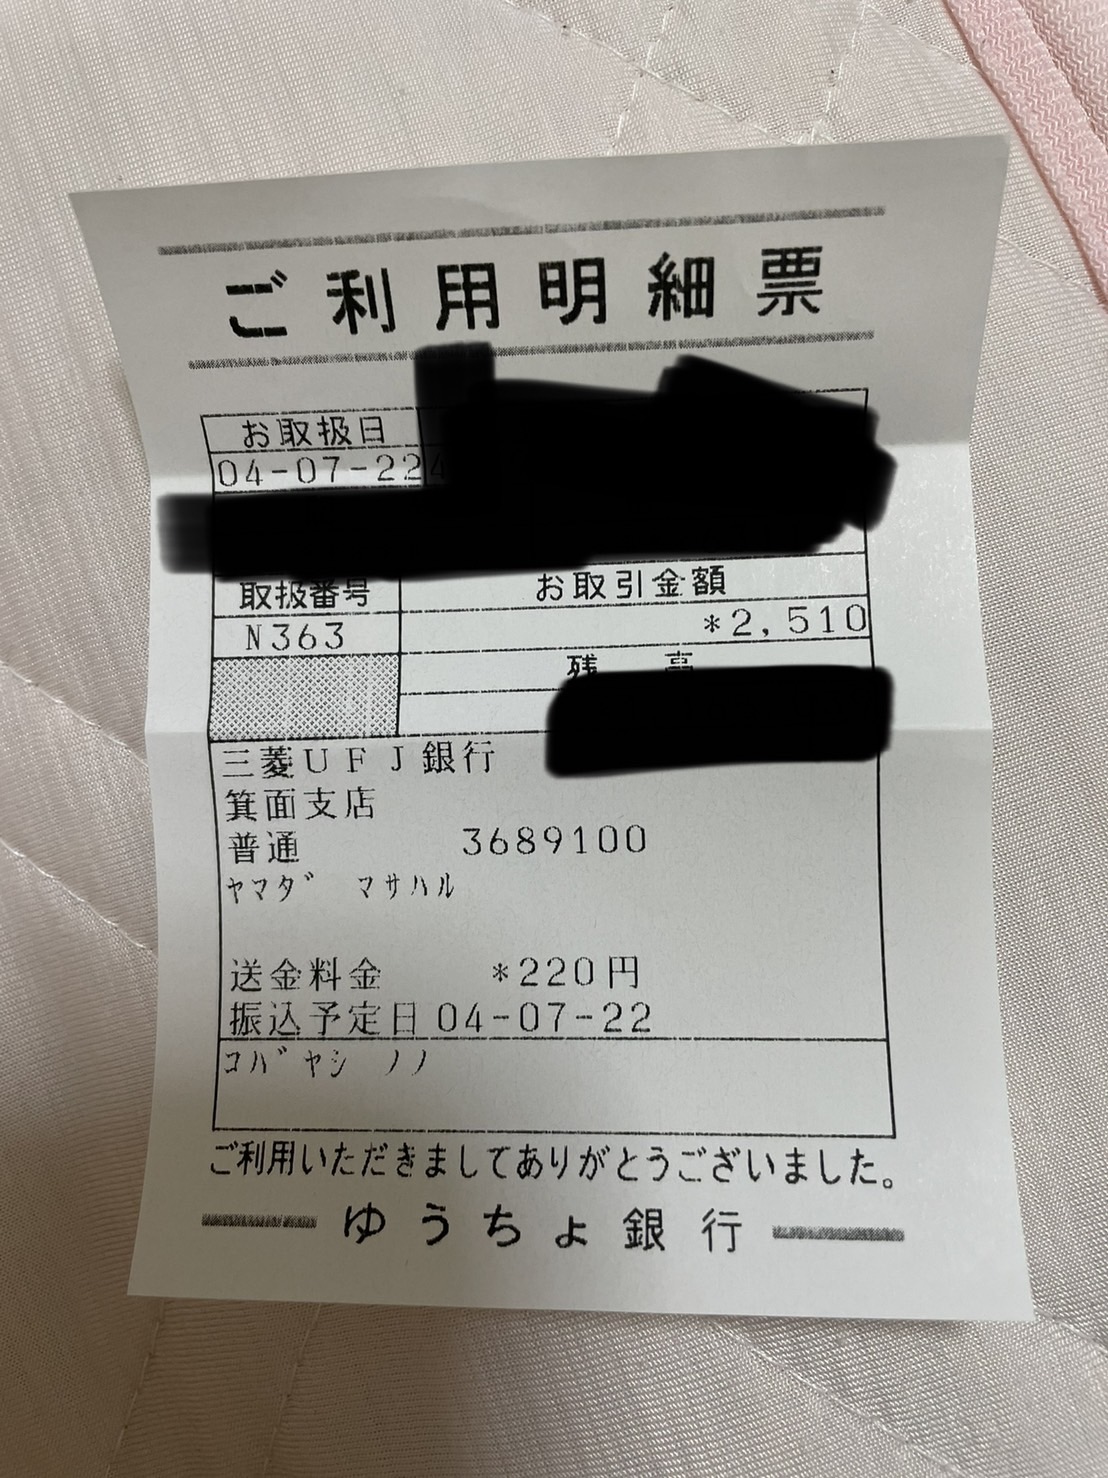 ご利用明細票
お取扱日
04-07-22
取扱番号 お取引金額
N363 *2,510
残 高
三菱UFJ銀行
箕面支店
普通 3689100
ヤマダ マサハル
送金料金 *220円
振込予定日 04-07-22
コバヤシ ノノ
ご利用いただきましてありがとうございました。
ゆうちょ銀行